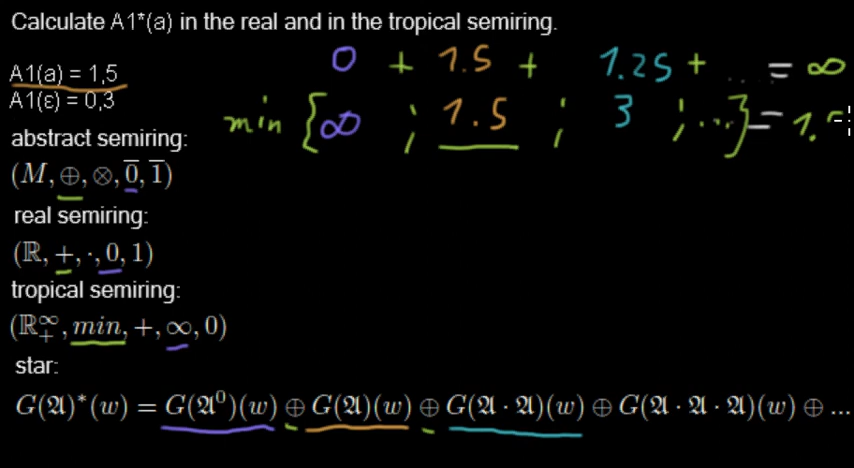 Calculate A1*(a) in the real and in the tropical semiring.
0 + 1.5 + 1.25 + ... = ∞
A1(a) = 1,5
A1(ε) = 0,3
min {∞ ; 1.5 ; 3 ; ...} = 1.5
abstract semiring:
(M, ⊕, ⊗, 0̅, 1̅)
real semiring:
(ℝ, +, ·, 0, 1)
tropical semiring:
(ℝ₊^∞, min, +, ∞, 0)
star:
G(𝔄)*(w) = G(𝔄⁰)(w) ⊕ G(𝔄)(w) ⊕ G(𝔄 · 𝔄)(w) ⊕ G(𝔄 · 𝔄 · 𝔄)(w) ⊕ ...